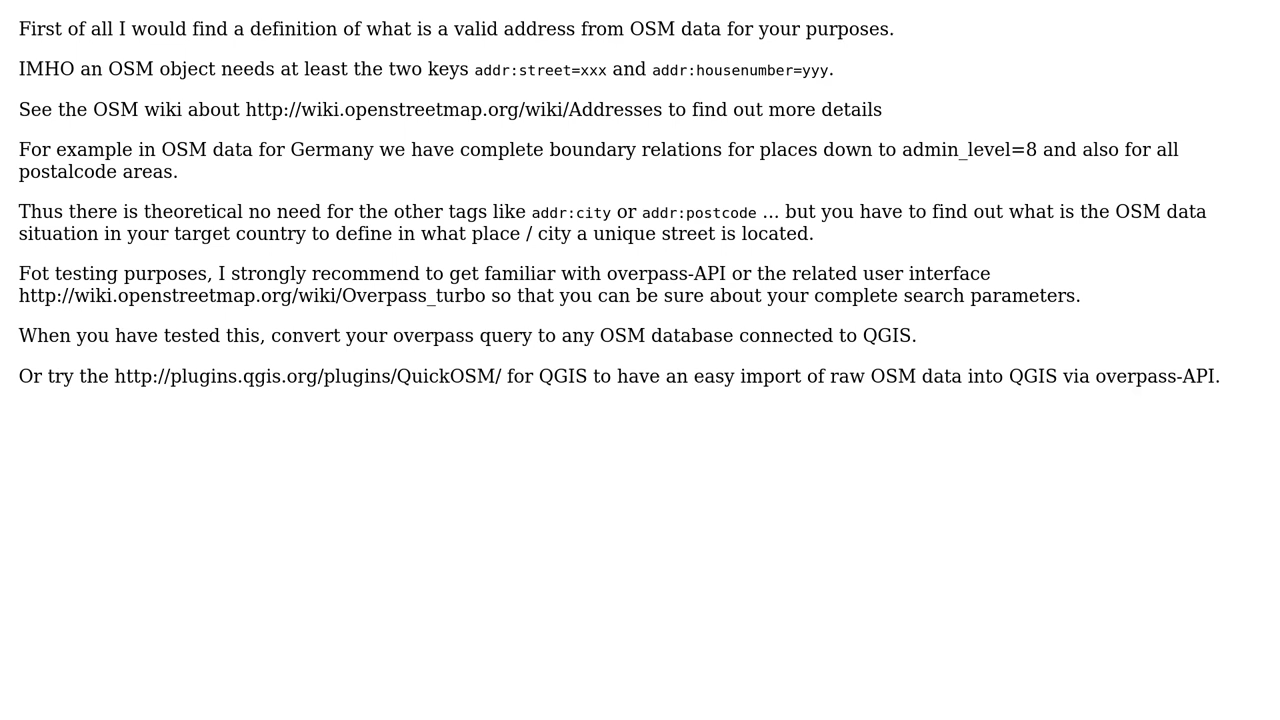 First of all I would find a definition of what is a valid address from OSM data for your purposes.
IMHO an OSM object needs at least the two keys addr:street=xxx and addr:housenumber=yyy.
See the OSM wiki about http://wiki.openstreetmap.org/wiki/Addresses to find out more details
For example in OSM data for Germany we have complete boundary relations for places down to admin_level=8 and also for all
postalcode areas.
Thus there is theoretical no need for the other tags like addr:city or addr:postcode ... but you have to find out what is the OSM data
situation in your target country to define in what place / city a unique street is located.
Fot testing purposes, I strongly recommend to get familiar with overpass-API or the related user interface
http://wiki.openstreetmap.org/wiki/Overpass_turbo so that you can be sure about your complete search parameters.
When you have tested this, convert your overpass query to any OSM database connected to QGIS.
Or try the http://plugins.qgis.org/plugins/QuickOSM/ for QGIS to have an easy import of raw OSM data into QGIS via overpass-API.